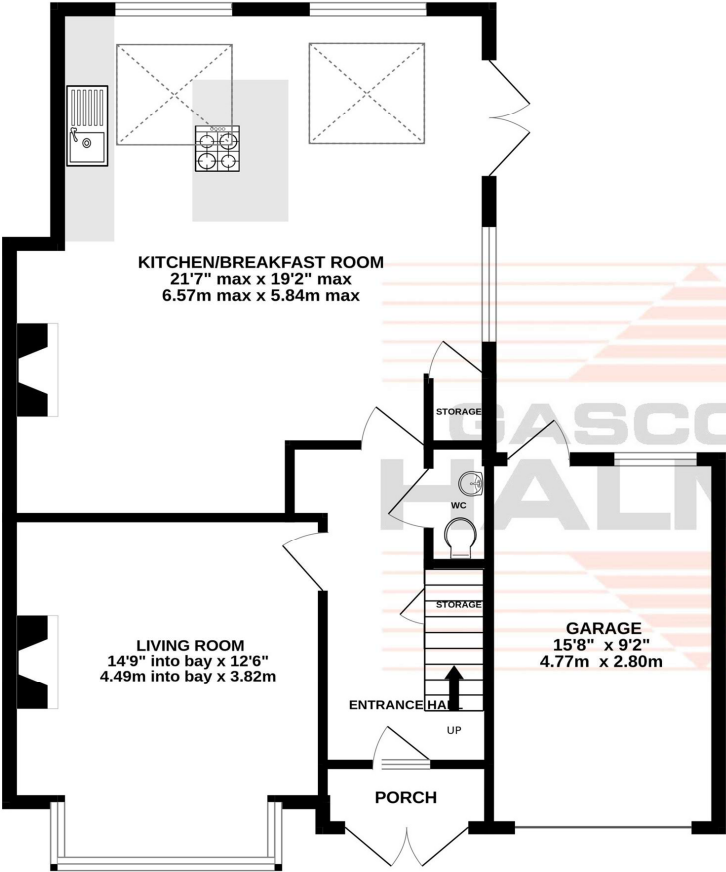 KITCHEN/BREAKFAST ROOM
21'7" max x 19'2" max
6.57m max x 5.84m max
STORAGE
GASCO
HALM
WC
STORAGE
LIVING ROOM
14'9" into bay x 12'6"
4.49m into bay x 3.82m
GARAGE
15'8" x 9'2"
4.77m x 2.80m
ENTRANCE HALL
UP
PORCH